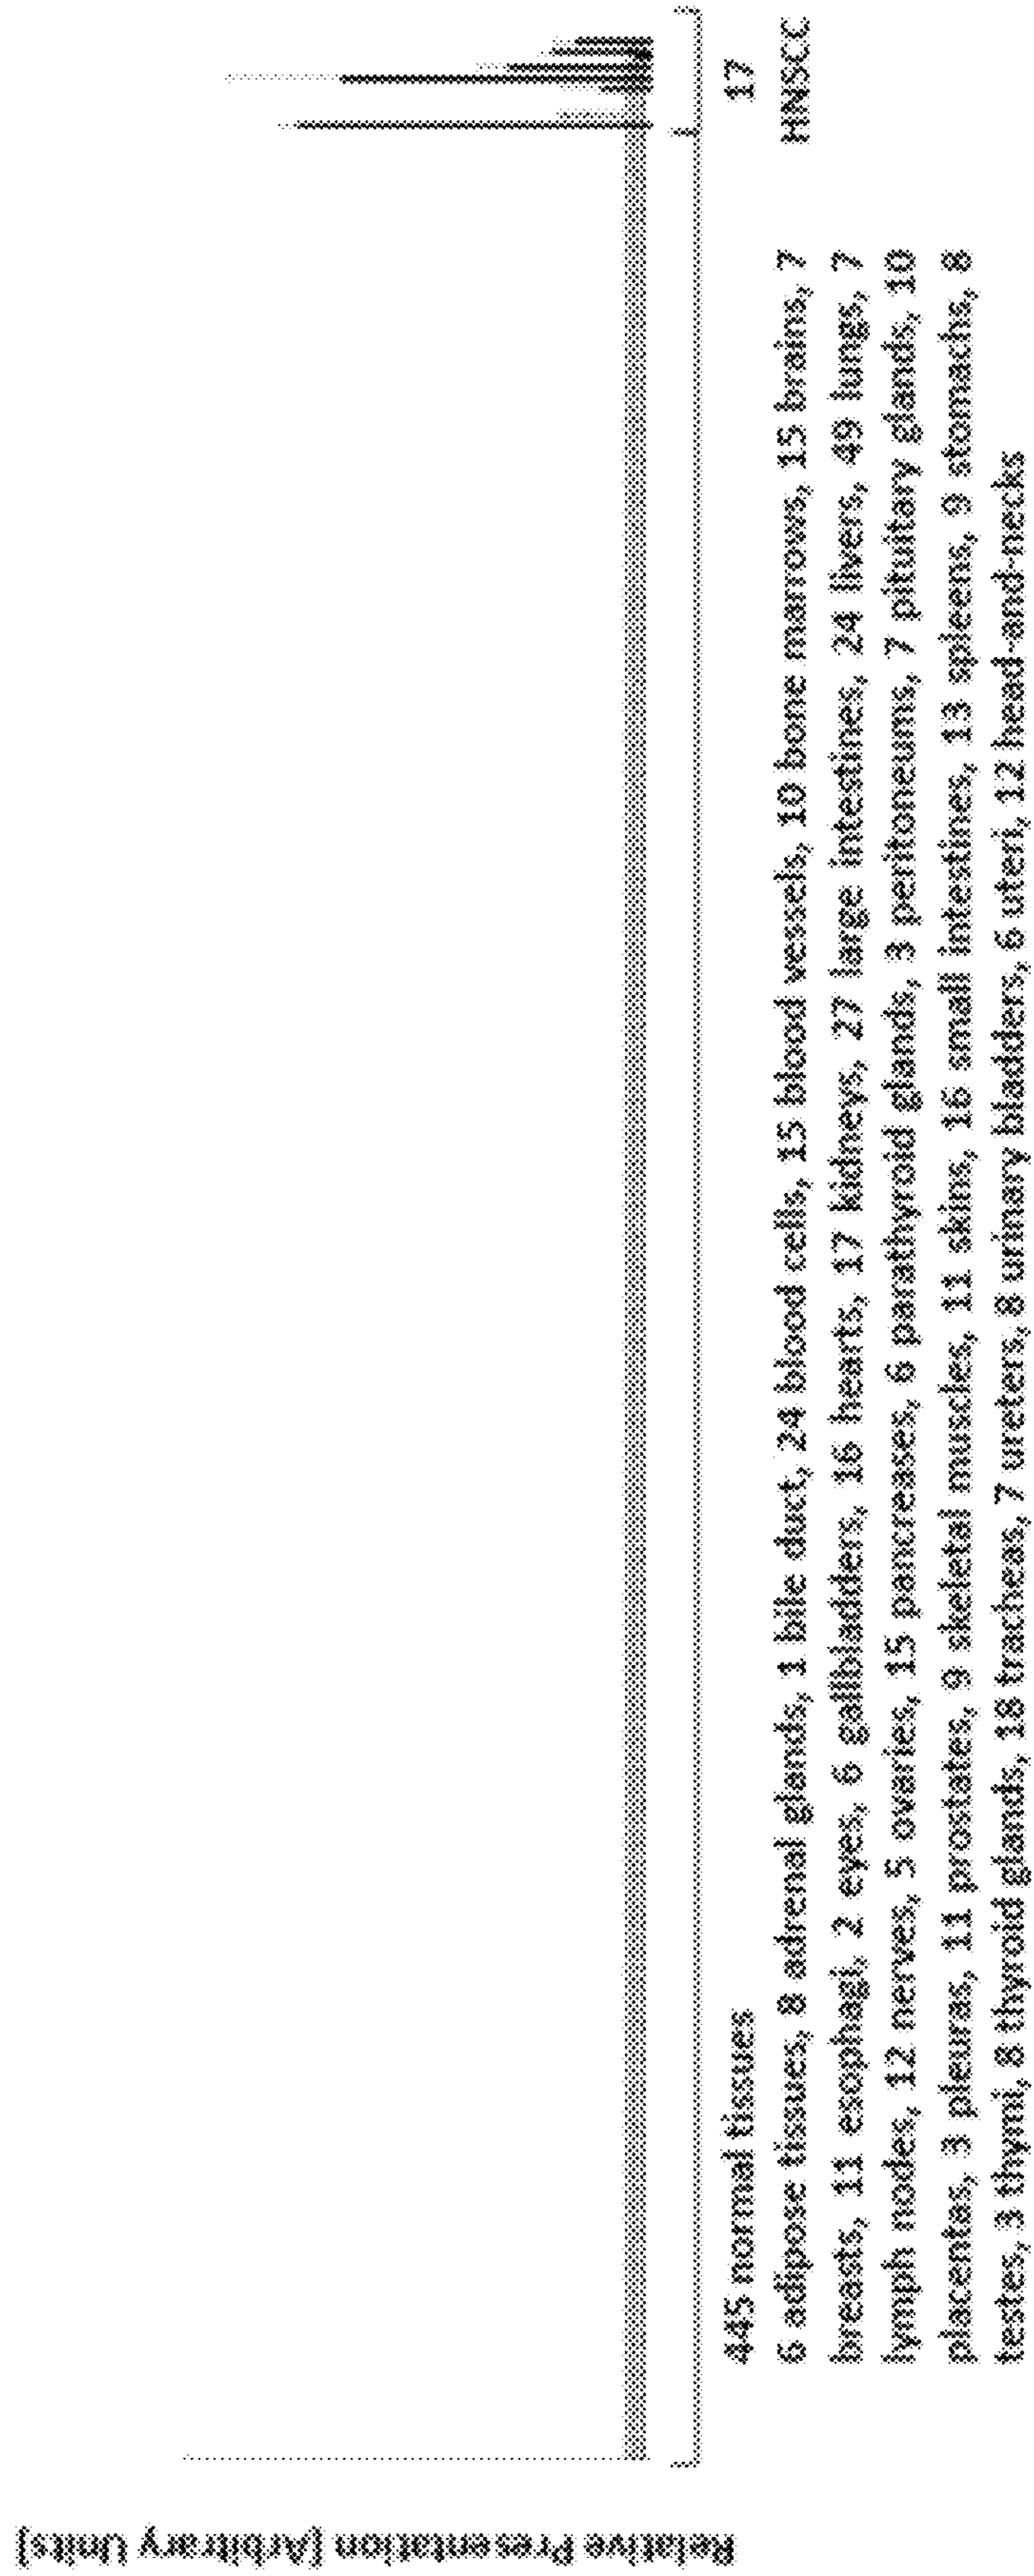 Relative Presentation [Arbitrary Units]
445 normal tissues
17
HNSCC
6 adipose tissues, 8 adrenal glands, 1 bile duct, 24 blood cells, 15 blood vessels, 10 bone marrows, 15 brains, 7
breasts, 11 esophagi, 2 eyes, 6 gallbladders, 16 hearts, 17 kidneys, 27 large intestines, 24 livers, 49 lungs, 7
lymph nodes, 12 nerves, 5 ovaries, 15 pancreases, 6 parathyroid glands, 3 peritoneums, 7 pituitary glands, 10
placentas, 3 pleuras, 11 prostates, 9 skeletal muscles, 11 skins, 16 small intestines, 13 spleens, 9 stomachs, 8
testes, 3 thymi, 8 thyroid glands, 18 tracheas, 7 ureters, 8 urinary bladders, 6 uteri, 12 head-and-necks